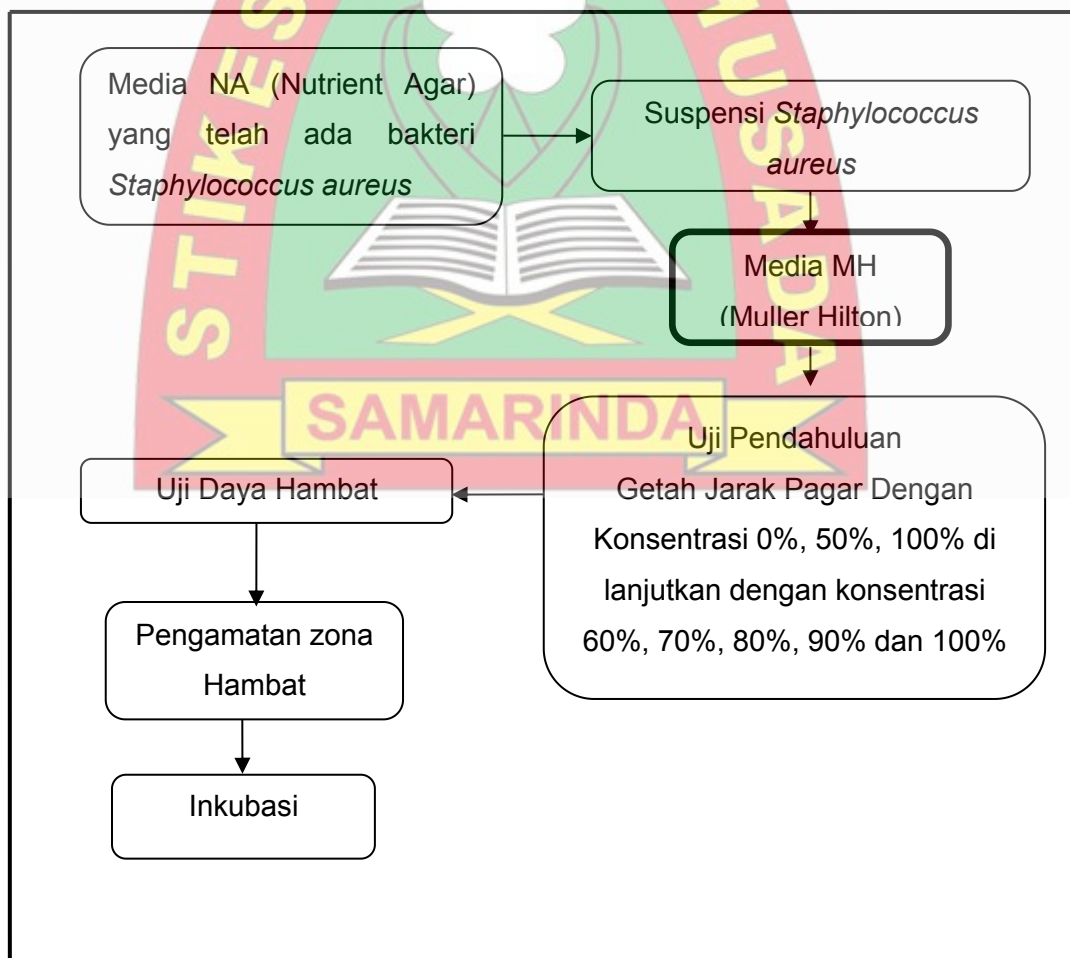 Media NA (Nutrient Agar)
yang telah ada bakteri
Staphylococcus aureus
Suspensi Staphylococcus
aureus
Media MH
(Muller Hilton)
Uji Pendahuluan
Getah Jarak Pagar Dengan
Konsentrasi 0%, 50%, 100% di
lanjutkan dengan konsentrasi
60%, 70%, 80%, 90% dan 100%
Uji Daya Hambat
Pengamatan zona
Hambat
Inkubasi
STIKES
MUSADA
SAMARINDA